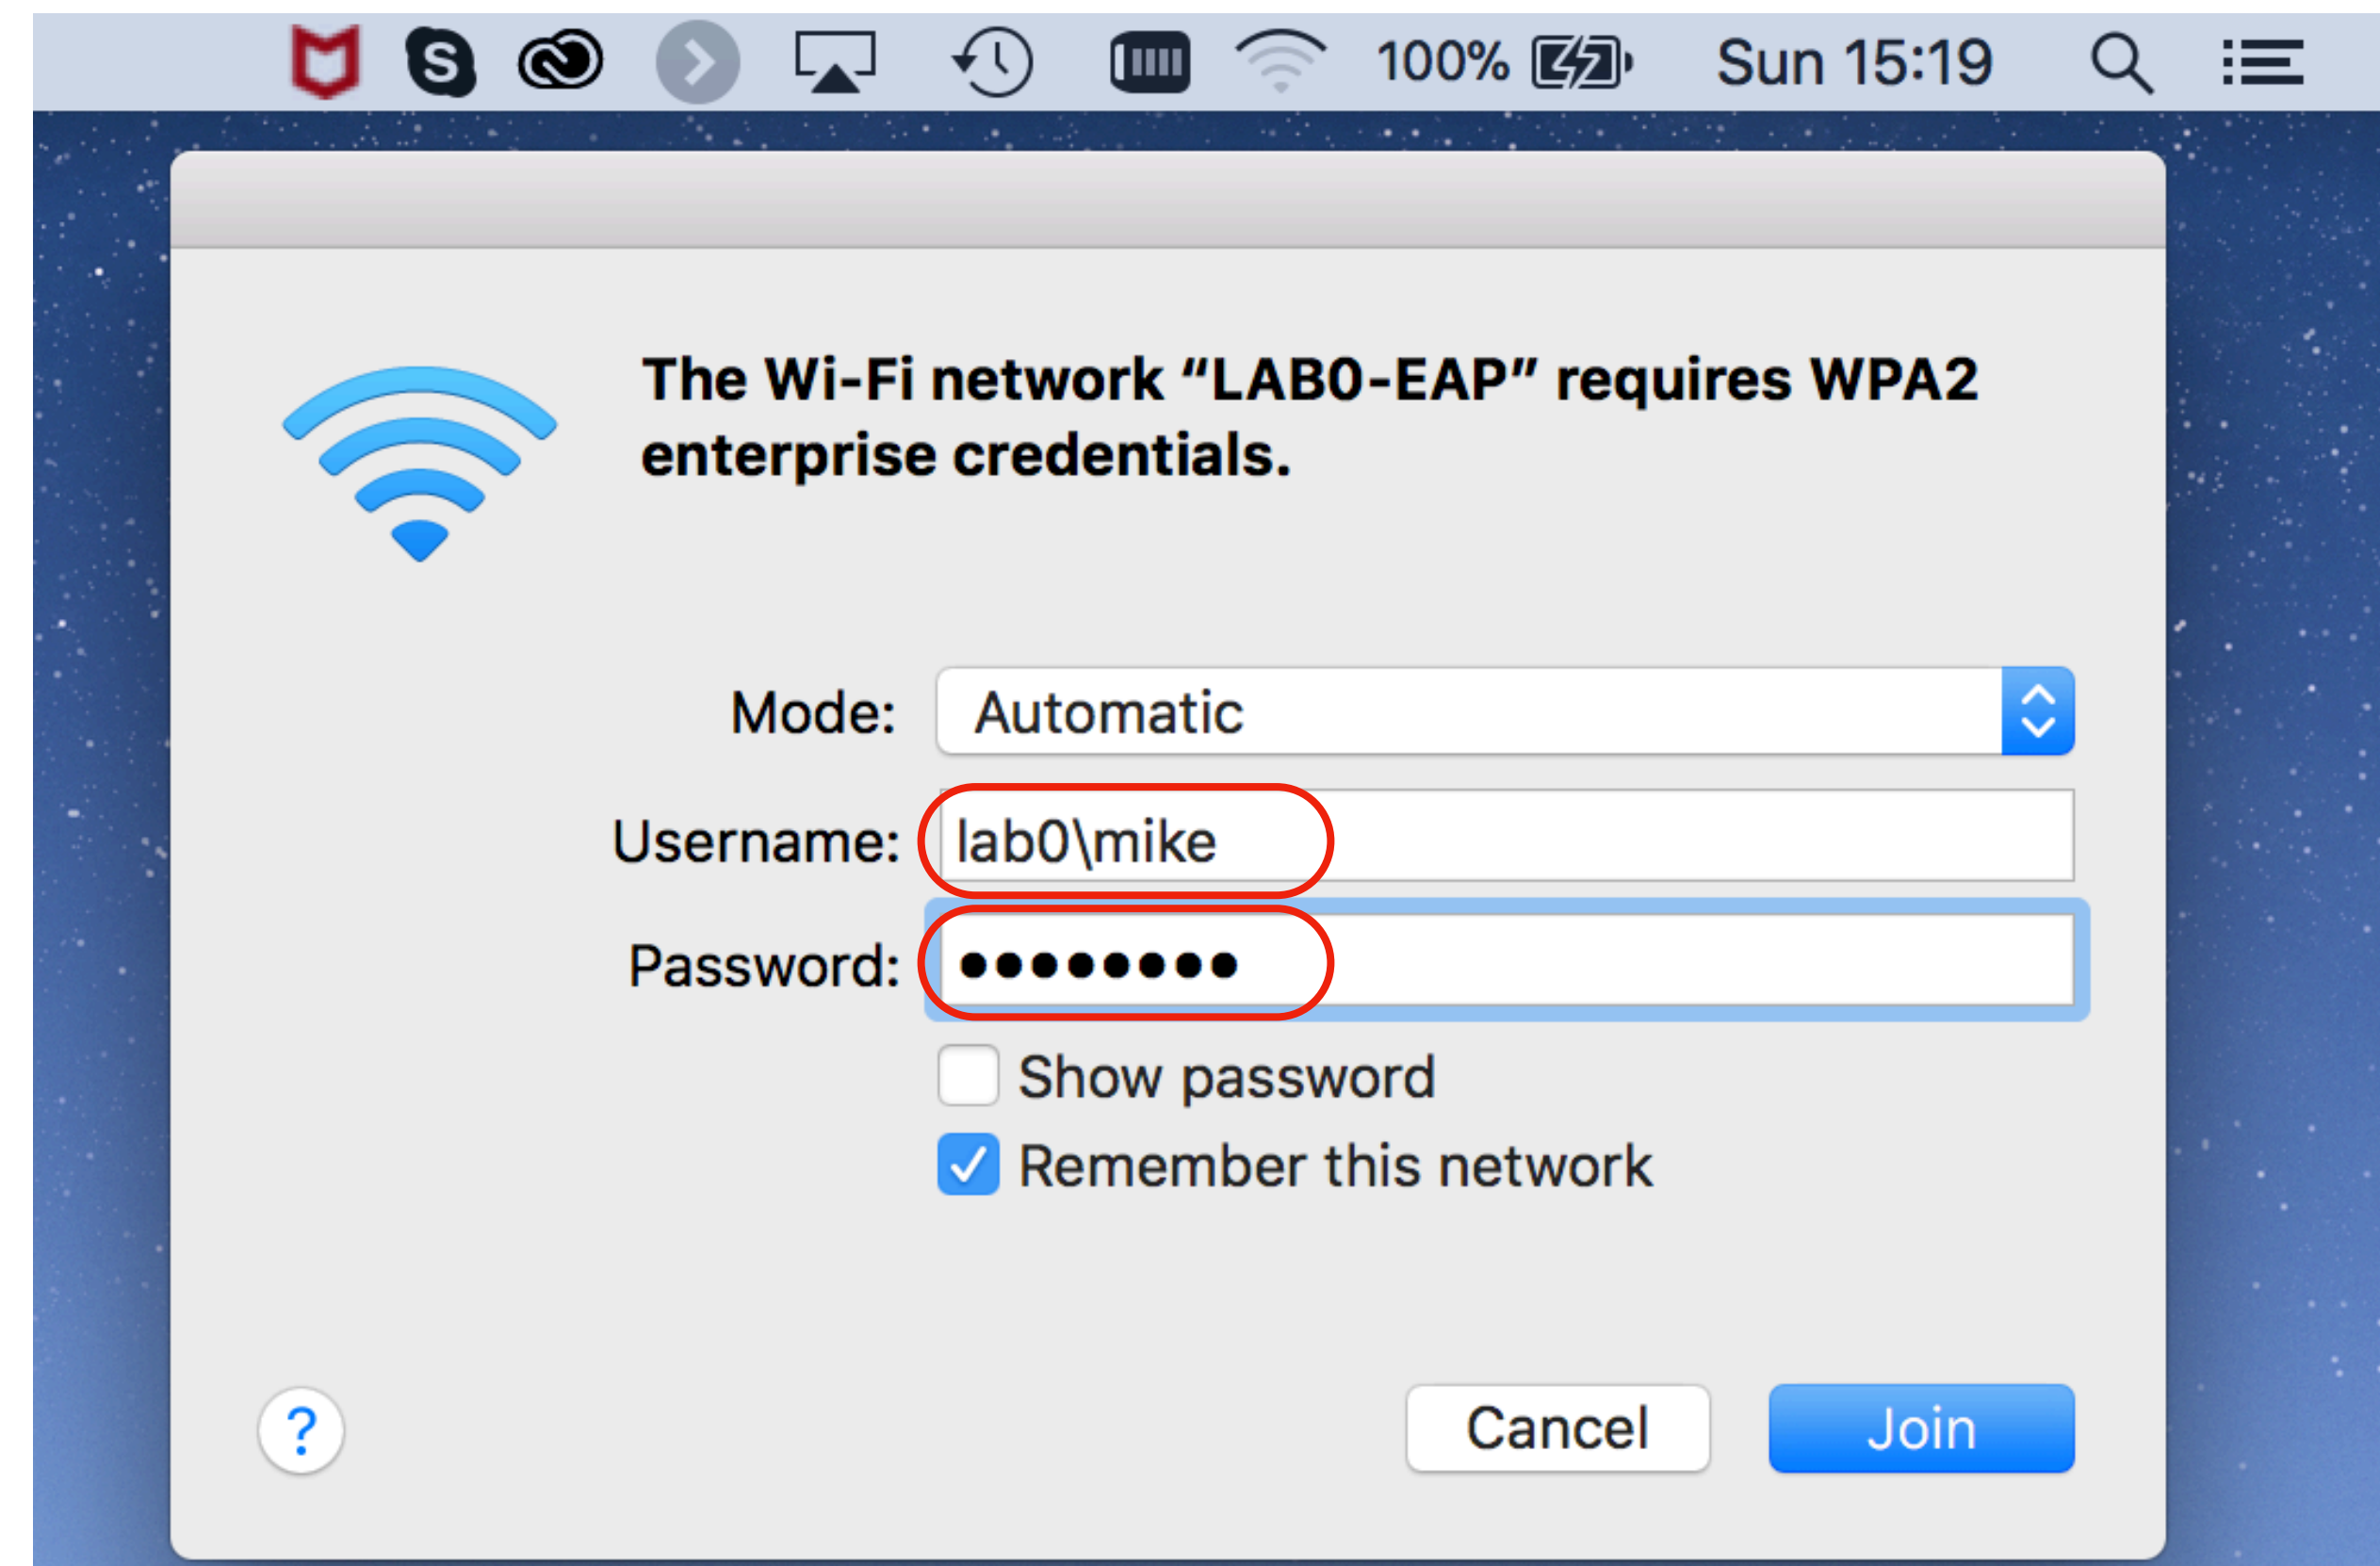 100% Sun 15:19
The Wi-Fi network “LAB0-EAP” requires WPA2
enterprise credentials.
Mode: Automatic
Username: lab0\mike
Password: ••••••••
Show password
Remember this network
? Cancel Join